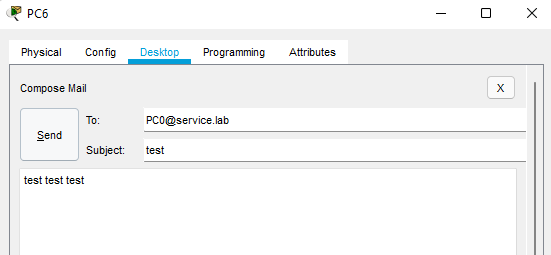 PC6
Physical Config Desktop Programming Attributes
Compose Mail X
Send To: PC0@service.lab
Subject: test
test test test